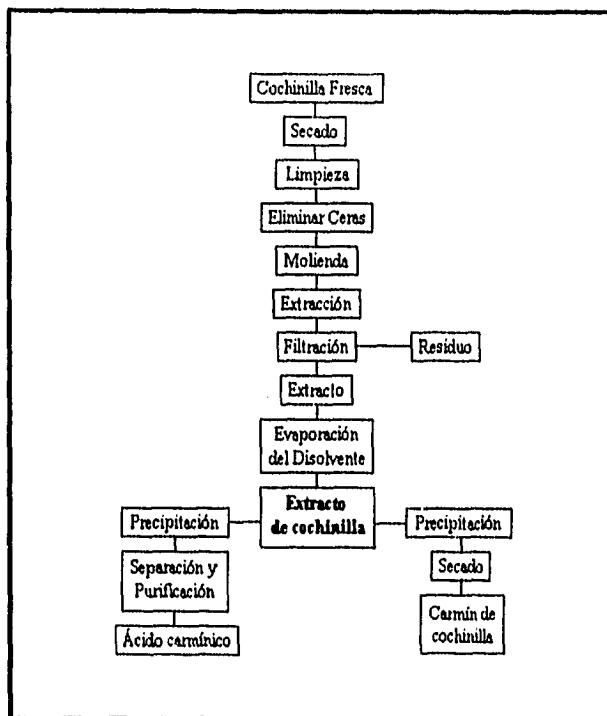 Cochinilla Fresca
Secado
Limpieza
Eliminar Ceras
Molienda
Extracción
Filtración
Residuo
Extracto
Evaporación
del Disolvente
Extracto
de cochinilla
Precipitación
Separación y
Purificación
Ácido carmínico
Precipitación
Secado
Carmín de
cochinilla